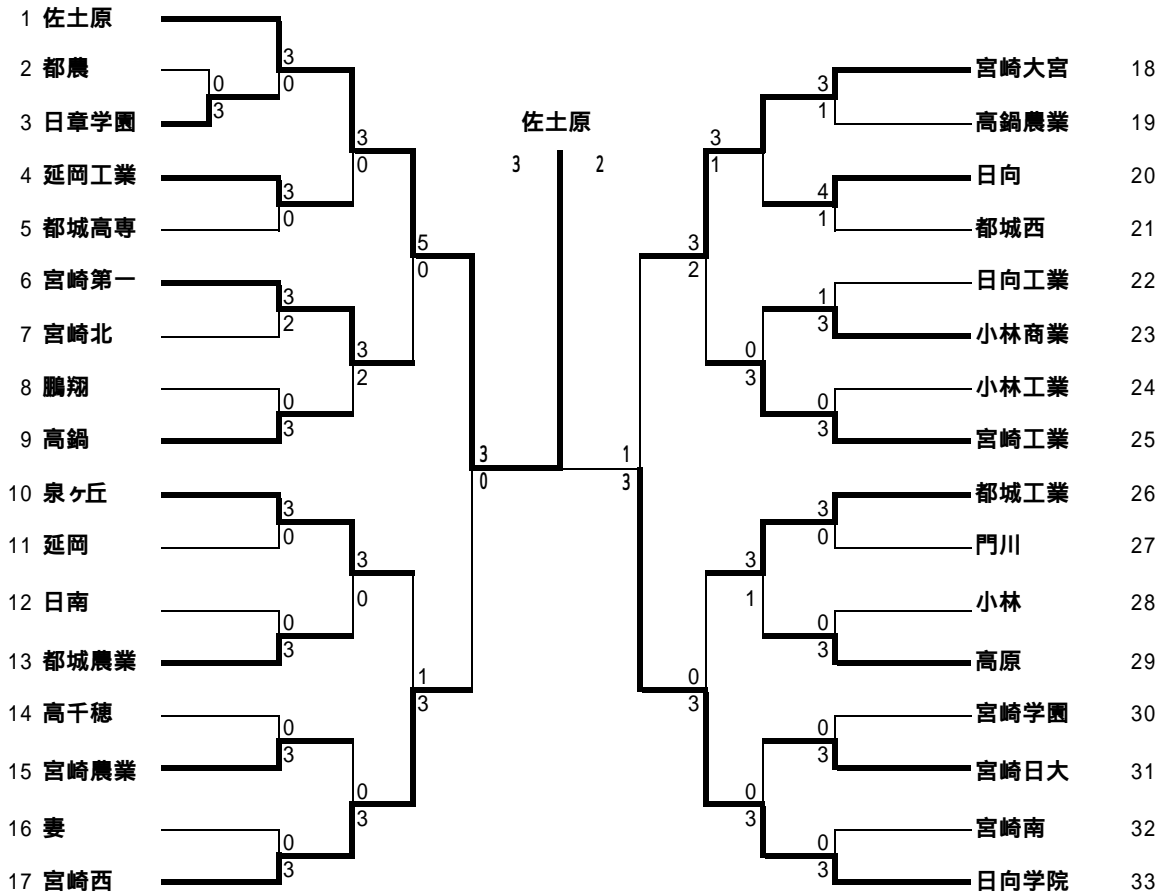 1 佐土原
3
0
2 都農
0
3
3 日章学園
3
0
4 延岡工業
3
0
5 都城高専
5
0
6 宮崎第一
3
2
7 宮崎北
3
2
8 鵬翔
0
3
9 高鍋
3
0
10 泉ヶ丘
3
0
11 延岡
3
0
12 日南
0
3
13 都城農業
1
3
14 高千穂
0
3
15 宮崎農業
0
3
16 妻
0
3
17 宮崎西
佐土原
3 2
宮崎大宮 18
3
1
高鍋農業 19
3
1
日向 20
4
1
都城西 21
3
2
日向工業 22
1
3
小林商業 23
0
3
小林工業 24
0
3
宮崎工業 25
1
3
都城工業 26
3
0
門川 27
3
1
小林 28
0
3
高原 29
0
3
宮崎学園 30
0
3
宮崎日大 31
0
3
宮崎南 32
0
3
日向学院 33